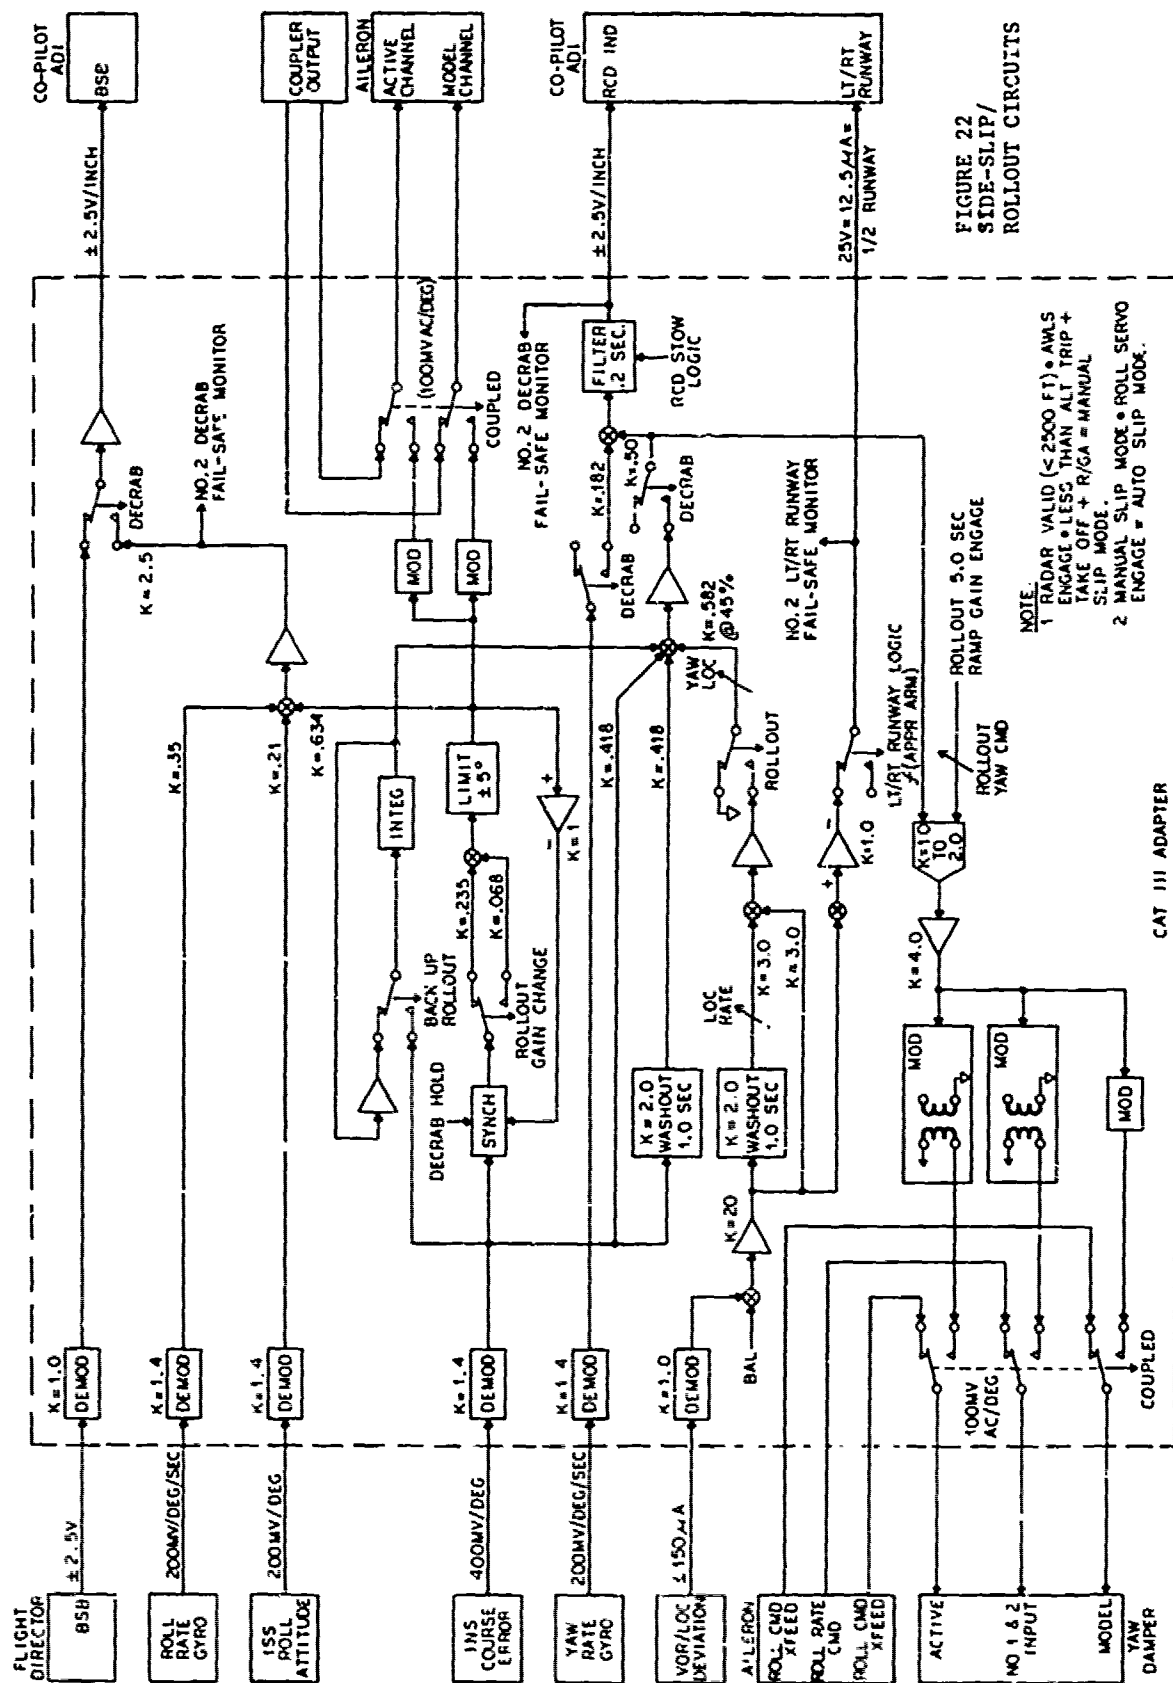 FLIGHT
DIRECTOR
BSB
± 2.5V
K=1.0
DEMOD
ROLL
RATE
GYRO
200MV/DEG/SEC
K=1.4
DEMOD
K=.35
ISS
ROLL
ATTITUDE
200MV/DEG
K=1.4
DEMOD
K=.21
K=.634
K=2.5
DECRAB
NO.2 DECRAB
FAIL-SAFE MONITOR
± 2.5V/INCH
CO-PILOT
ADI
BSB
COUPLER
OUTPUT
AILERON
ACTIVE
CHANNEL
MODEL
CHANNEL
INTEG
BACK UP
ROLLOUT
LIMIT
± 5°
K=.235
K=.068
+
-
K=1
ROLLOUT
GAIN CHANGE
DECRAB HOLD
SYNCH
MOD
MOD
(100MVAC/DEG)
COUPLED
INS
COURSE
ERROR
400MV/DEG
K=1.4
DEMOD
YAW
RATE
GYRO
200MV/DEG/SEC
K=1.4
DEMOD
K=2.0
WASHOUT
1.0 SEC
K=.418
K=.418
DECRAB
K=.182
K=.50
DECRAB
K=.582
@ 45%
NO.2 DECRAB
FAIL-SAFE MONITOR
FILTER
.2 SEC.
RCD STOW
LOGIC
± 2.5V/INCH
CO-PILOT
ADI
RCD IND
LT/RT
RUNWAY
VOR/LOC
DEVIATION
≤ 150µA
K=1.0
DEMOD
BAL
K=20
K=2.0
WASHOUT
1.0 SEC
LOC
RATE
K=3.0
K=3.0
YAW
LOC
ROLLOUT
+
-
K=1.0
LT/RT RUNWAY LOGIC
(APPR ARM)
NO.2 LT/RT RUNWAY
FAIL-SAFE MONITOR
25V=12.5µA=
1/2 RUNWAY
AILERON
ROLL CMD
XFEED
ROLL RATE
CMD
ROLL CMD
XFEED
K=1
TO
2.0
ROLLOUT
YAW CMD
ROLLOUT 5.0 SEC
RAMP GAIN ENGAGE
K=4.0
MOD
MOD
MOD
100MV
AC/DEG
COUPLED
ACTIVE
NO 1 & 2
INPUT
MODEL
YAW
DAMPER
CAT III ADAPTER
NOTE:
1 RADAR VALID (<2500 FT) • AWLS
ENGAGE • LESS THAN ALT TRIP +
TAKE OFF + R/GA = MANUAL
SLIP MODE.
2 MANUAL SLIP MODE • ROLL SERVO
ENGAGE = AUTO SLIP MODE.
FIGURE 22
SIDE-SLIP/
ROLLOUT CIRCUITS